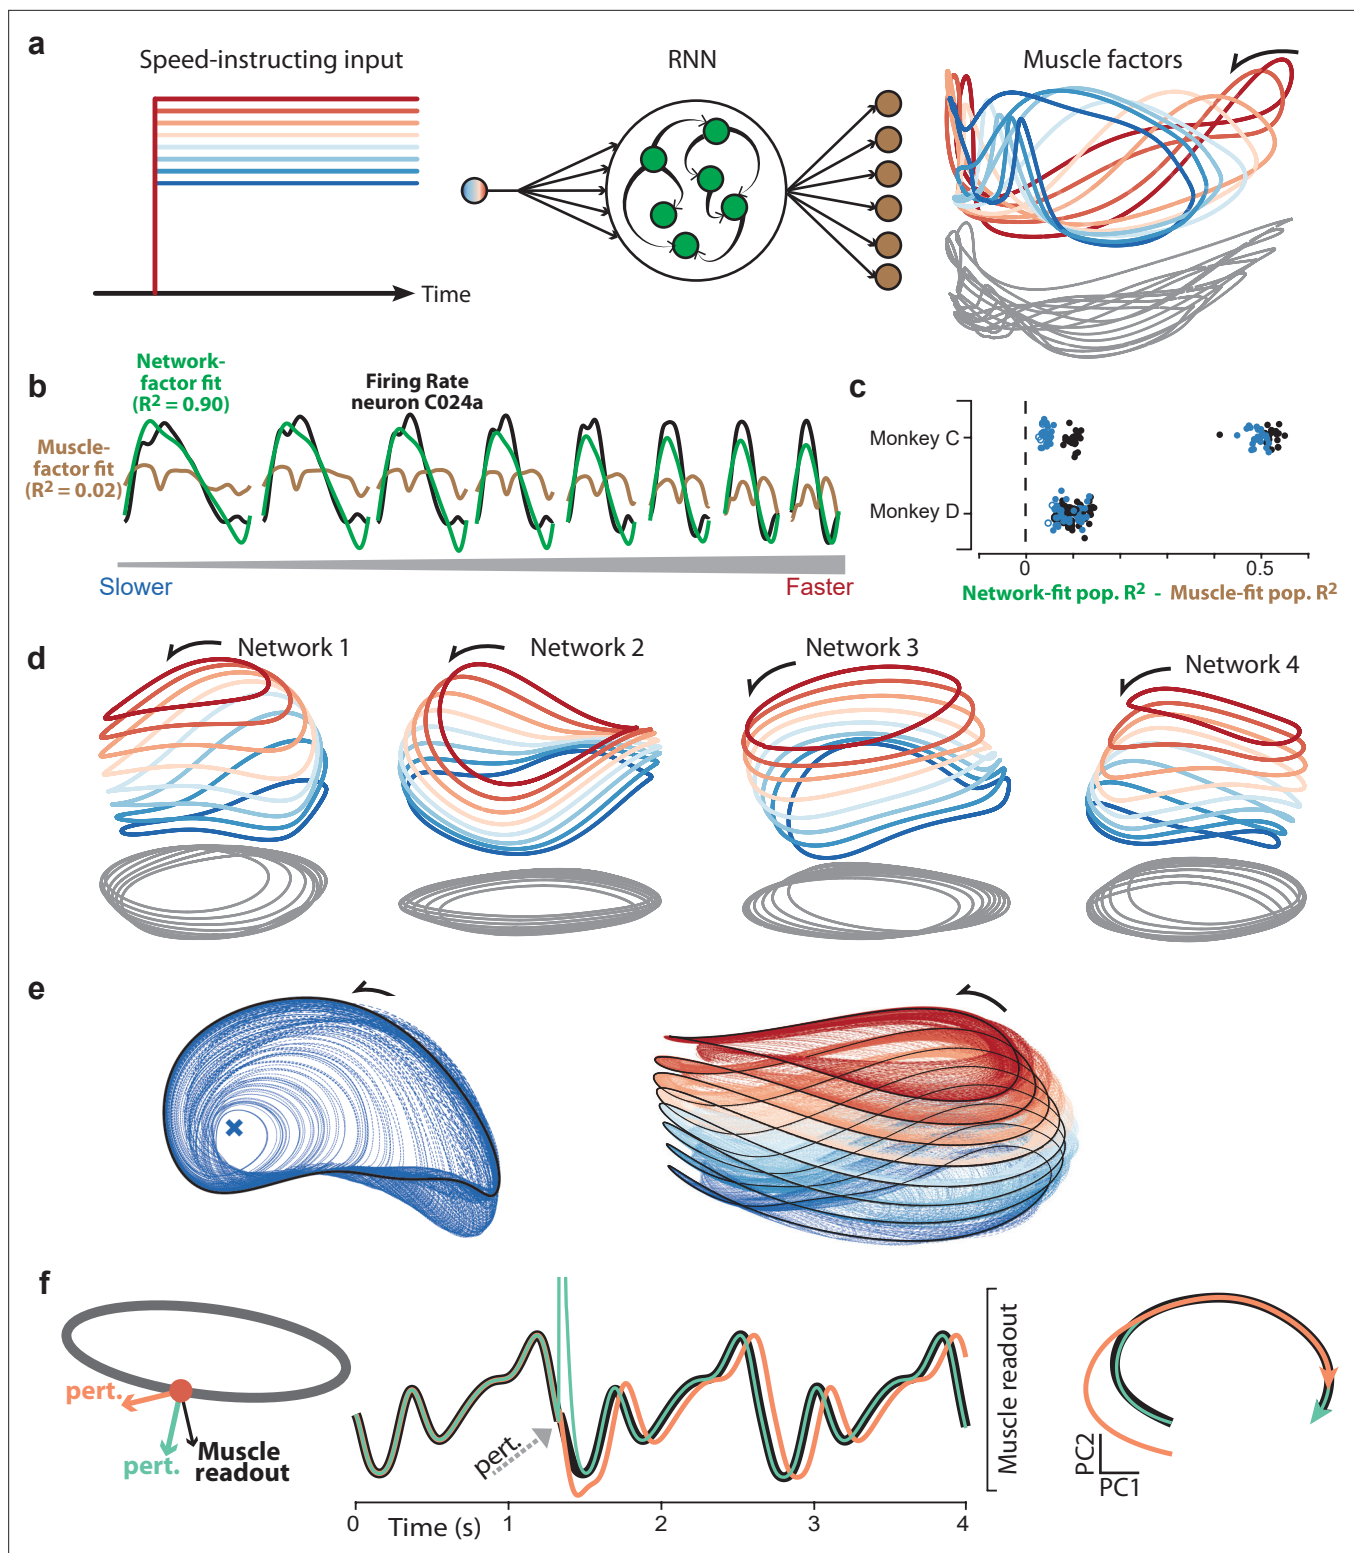 a
Speed-instructing input
RNN
Muscle factors
Time
b
Network-
factor fit
(R² = 0.90)
Firing Rate
neuron C024a
Muscle-
factor fit
(R² = 0.02)
Slower
Faster
c
Monkey C
Monkey D
0
0.5
Network-fit pop. R² - Muscle-fit pop. R²
d
Network 1
Network 2
Network 3
Network 4
e
f
pert.
pert.
Muscle
readout
pert.
0
Time (s)
1
2
3
4
Muscle readout
PC2
PC1